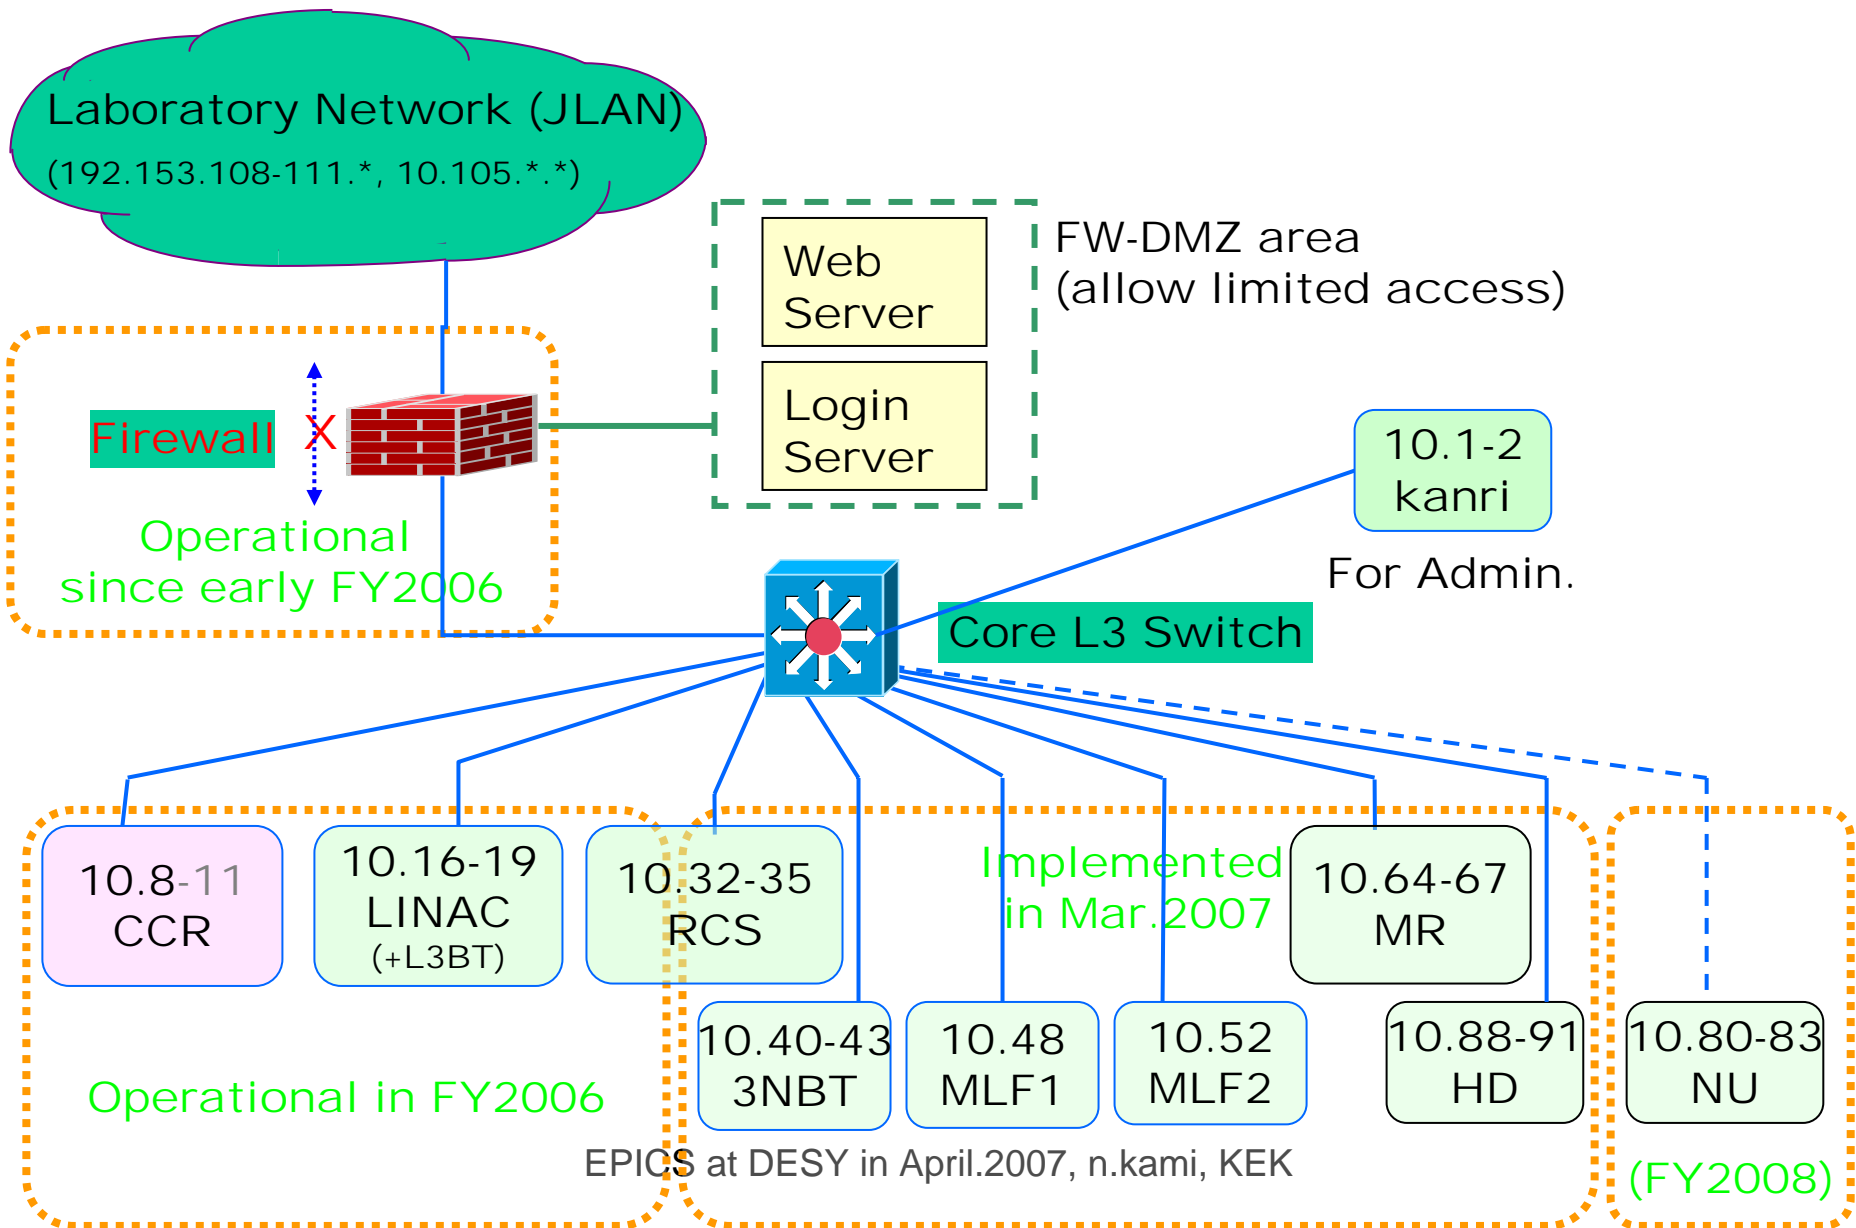 Laboratory Network (JLAN)
(192.153.108-111.*, 10.105.*.*)
Web
Server
Login
Server
FW-DMZ area
(allow limited access)
Firewall
X
Operational
since early FY2006
10.1-2
kanri
For Admin.
Core L3 Switch
10.8-11
CCR
10.16-19
LINAC
(+L3BT)
10.32-35
RCS
Implemented
in Mar.2007
10.64-67
MR
10.40-43
3NBT
10.48
MLF1
10.52
MLF2
10.88-91
HD
10.80-83
NU
Operational in FY2006
(FY2008)
EPICS at DESY in April.2007, n.kami, KEK